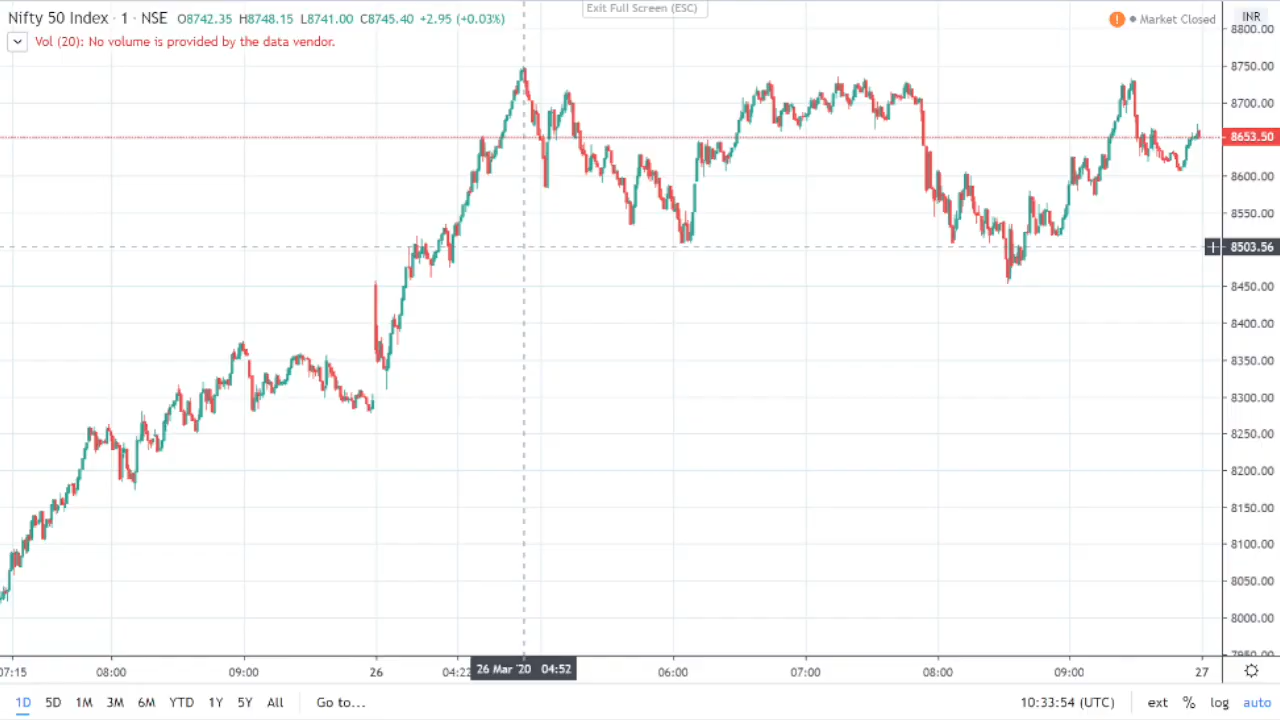 Nifty 50 Index · 1 · NSE O8742.35 H8748.15 L8741.00 C8745.40 +2.95 (+0.03%)
Exit Full Screen (ESC)
! Market Closed
INR
Vol (20): No volume is provided by the data vendor.
8800.00
8750.00
8700.00
8653.50
8600.00
8550.00
8503.56
8450.00
8400.00
8350.00
8300.00
8250.00
8200.00
8150.00
8100.00
8050.00
8000.00
7950.00
07:15 08:00 09:00 26 04:22 26 Mar '20 04:52 06:00 07:00 08:00 09:00 27
1D 5D 1M 3M 6M YTD 1Y 5Y All Go to... 10:33:54 (UTC) ext % log auto